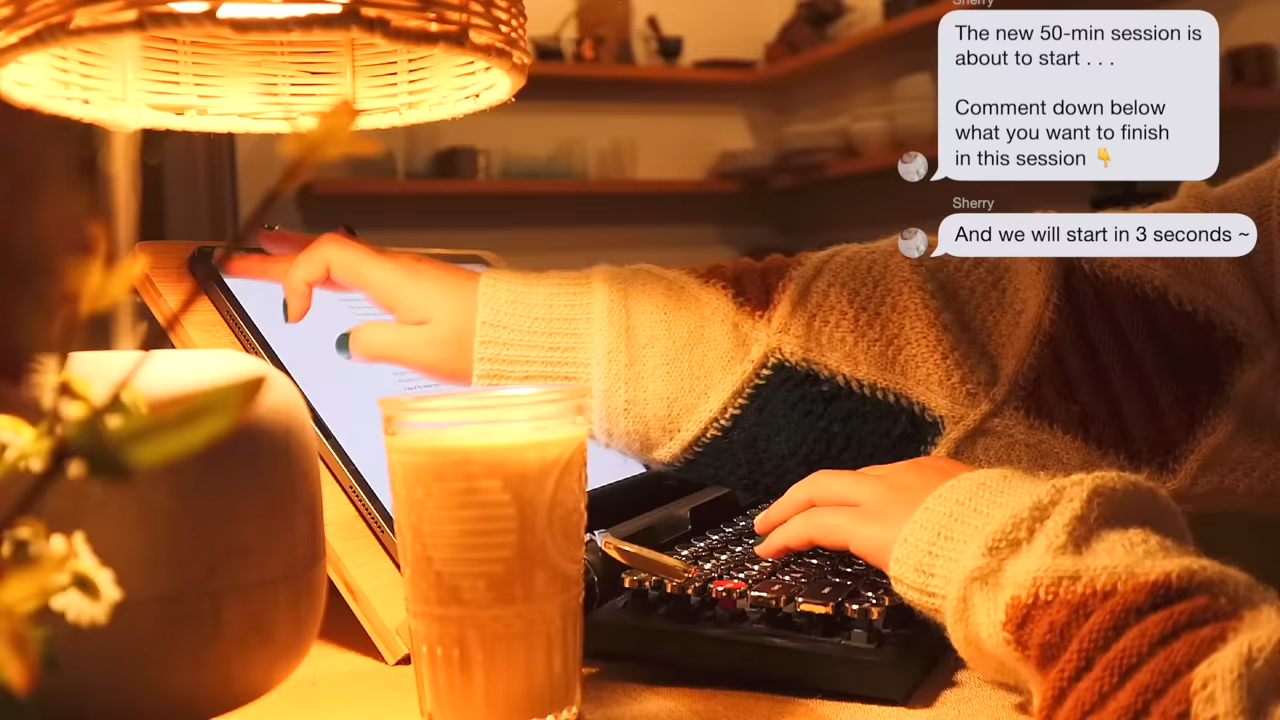 Sherry
The new 50-min session is
about to start . . .
Comment down below
what you want to finish
in this session 👇
Sherry
And we will start in 3 seconds ~